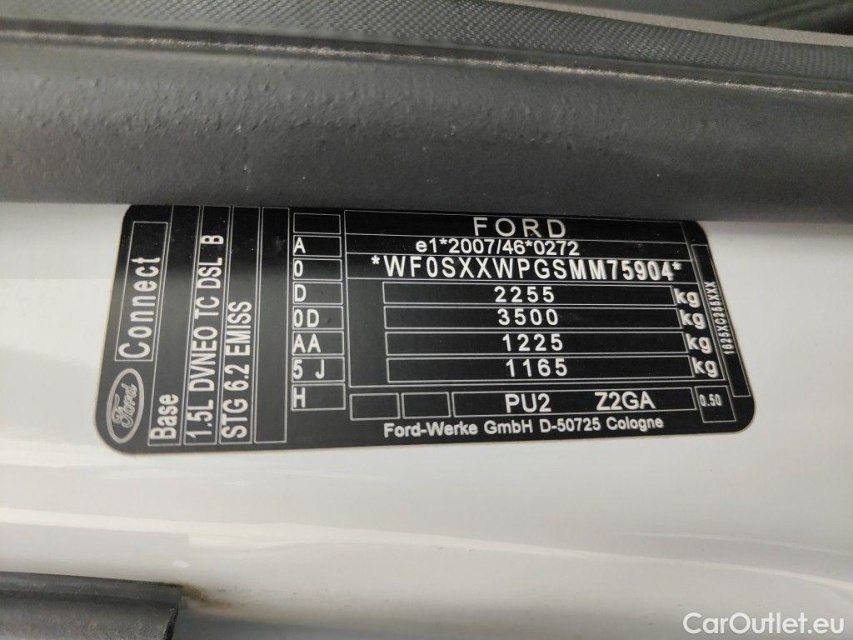 Ford
Connect
Base
1.5L DVNEO TC DSL B
STG 6.2 EMISS
A
0
D
0D
AA
5 J
H
FORD
e1*2007/46*0272
*WF0SXXWPGSMM75904*
2255 kg
3500 kg
1225 kg
1165 kg
PU2 Z2GA 0.50
Ford-Werke GmbH D-50725 Cologne
1625XC255XXX
CarOutlet.eu